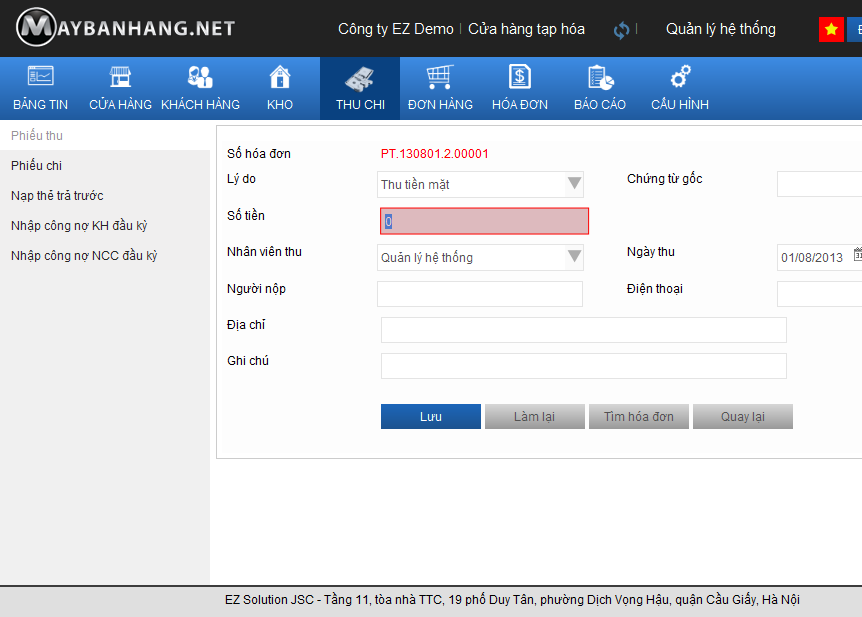 MAYBANHANG.NET
Công ty EZ Demo | Cửa hàng tạp hóa | Quản lý hệ thống
BẢNG TIN CỬA HÀNG KHÁCH HÀNG KHO THU CHI ĐƠN HÀNG HÓA ĐƠN BÁO CÁO CẤU HÌNH
Phiếu thu
Phiếu chi
Nạp thẻ trả trước
Nhập công nợ KH đầu kỳ
Nhập công nợ NCC đầu kỳ
Số hóa đơn PT.130801.2.00001
Lý do Thu tiền mặt Chứng từ gốc
Số tiền 0
Nhân viên thu Quản lý hệ thống Ngày thu 01/08/2013
Người nộp Điện thoại
Địa chỉ
Ghi chú
Lưu Làm lại Tìm hóa đơn Quay lại
EZ Solution JSC - Tầng 11, tòa nhà TTC, 19 phố Duy Tân, phường Dịch Vọng Hậu, quận Cầu Giấy, Hà Nội